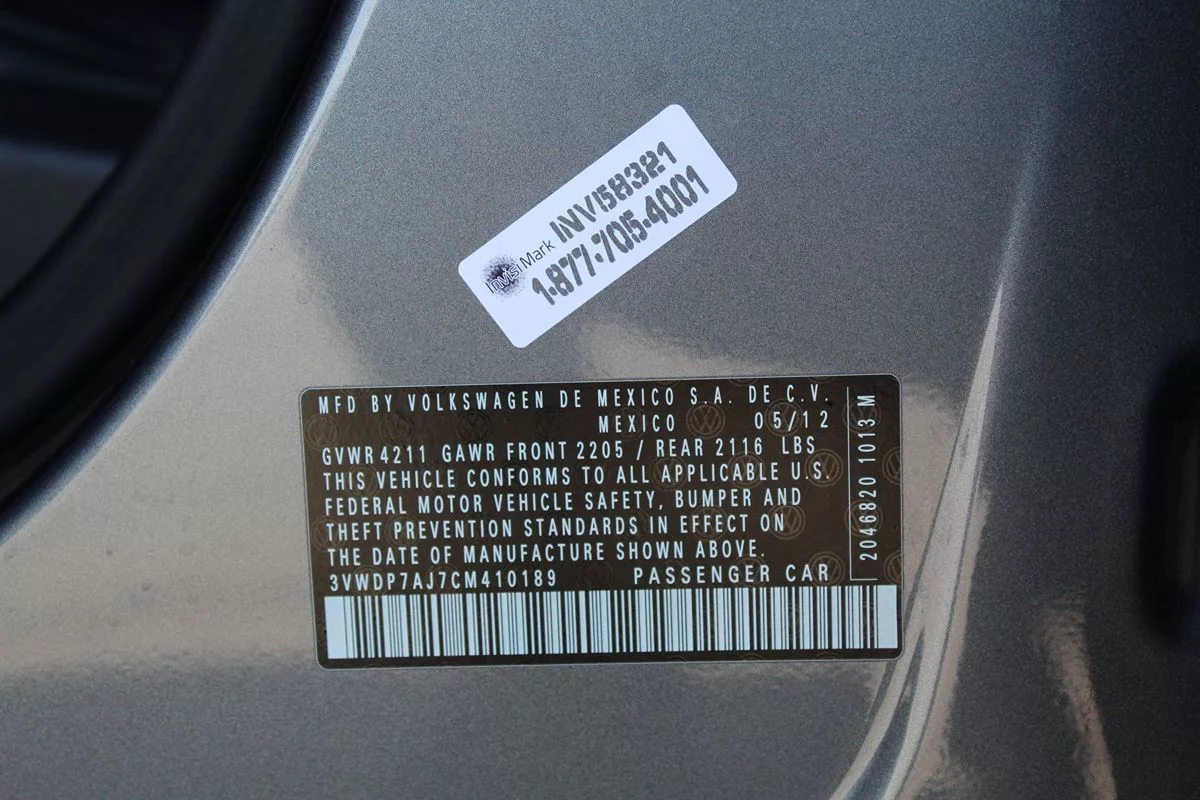 INV58321
InvisiMark
1-877-705-4001
MFD BY VOLKSWAGEN DE MEXICO S.A. DE C.V.
MEXICO 05/12
GVWR 4211 GAWR FRONT 2205 / REAR 2116 LBS
THIS VEHICLE CONFORMS TO ALL APPLICABLE U.S.
FEDERAL MOTOR VEHICLE SAFETY, BUMPER AND
THEFT PREVENTION STANDARDS IN EFFECT ON
THE DATE OF MANUFACTURE SHOWN ABOVE.
3VWDP7AJ7CM410189 PASSENGER CAR
2046820 1013 M